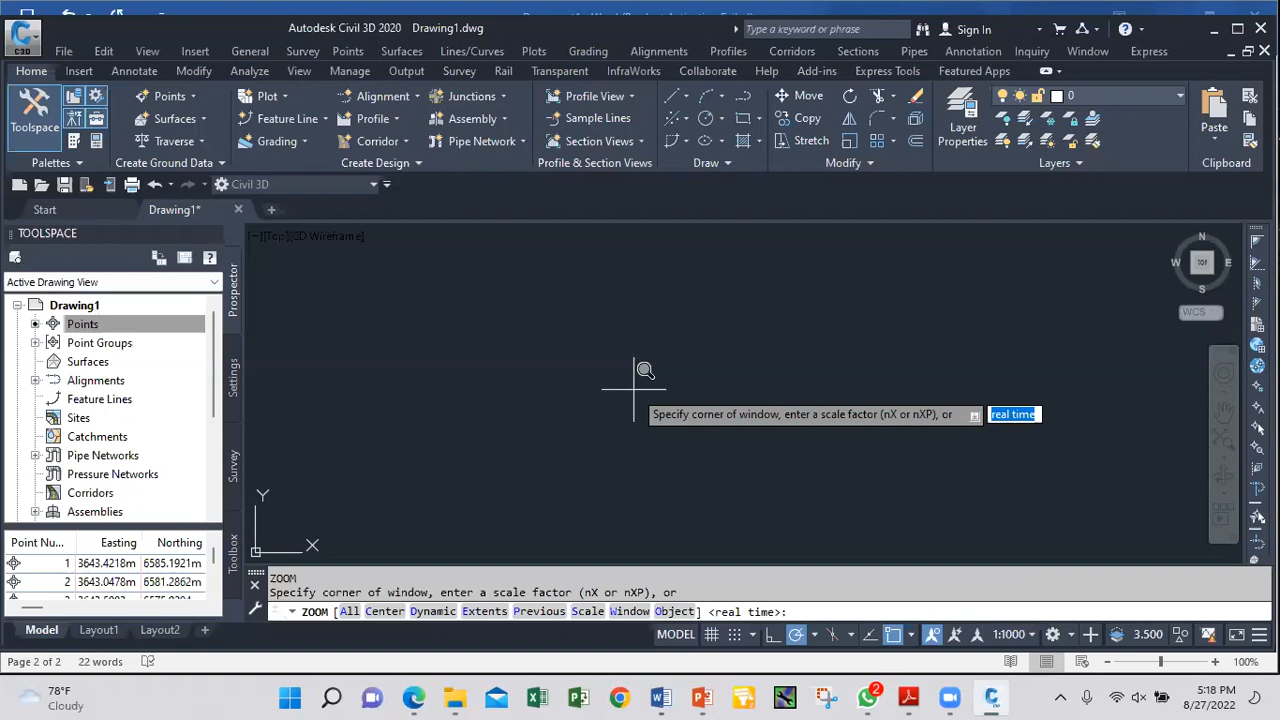 Autodesk Civil 3D 2020 Drawing1.dwg
Type a keyword or phrase
Sign In
C3D
File Edit View Insert General Survey Points Surfaces Lines/Curves Plots Grading Alignments Profiles Corridors Sections Pipes Annotation Inquiry Window Express
Home Insert Annotate Modify Analyze View Manage Output Survey Rail Transparent InfraWorks Collaborate Help Add-ins Express Tools Featured Apps
Points Plot Alignment Junctions Profile View Move 0
Toolspace
Surfaces Feature Line Profile Assembly Sample Lines Copy
Layer
Properties
Paste
Traverse Grading Corridor Pipe Network Section Views Stretch
Palettes Create Ground Data Create Design Profile & Section Views Draw Modify Layers Clipboard
Civil 3D
Start Drawing1*
TOOLSPACE
[−][Top][2D Wireframe]
Active Drawing View
Drawing1
Points
Point Groups
Surfaces
Alignments
Feature Lines
Sites
Catchments
Pipe Networks
Pressure Networks
Corridors
Assemblies
Prospector
Settings
Survey
Toolbox
N
W TOP E
S
WCS
Specify corner of window, enter a scale factor (nX or nXP), or real time
Y
X
Point Nu... Easting Northing
1 3643.4218m 6585.1921m
2 3643.0478m 6581.2862m
ZOOM
Specify corner of window, enter a scale factor (nX or nXP), or
ZOOM [All Center Dynamic Extents Previous Scale Window Object] <real time>:
Model Layout1 Layout2 + MODEL 1:1000 3.500
Page 2 of 2 22 words 100%
78°F
Cloudy
2
5:18 PM
8/27/2022